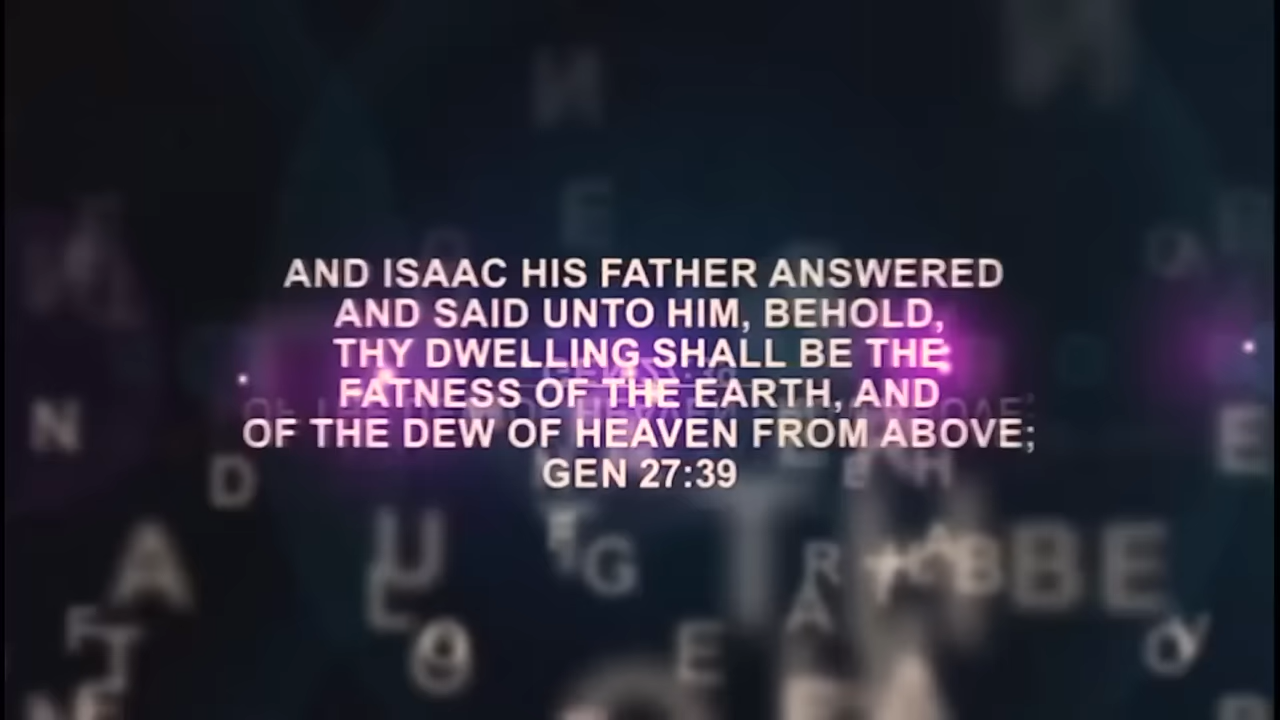 AND ISAAC HIS FATHER ANSWERED
AND SAID UNTO HIM, BEHOLD,
THY DWELLING SHALL BE THE
FATNESS OF THE EARTH, AND
OF THE DEW OF HEAVEN FROM ABOVE;
GEN 27:39